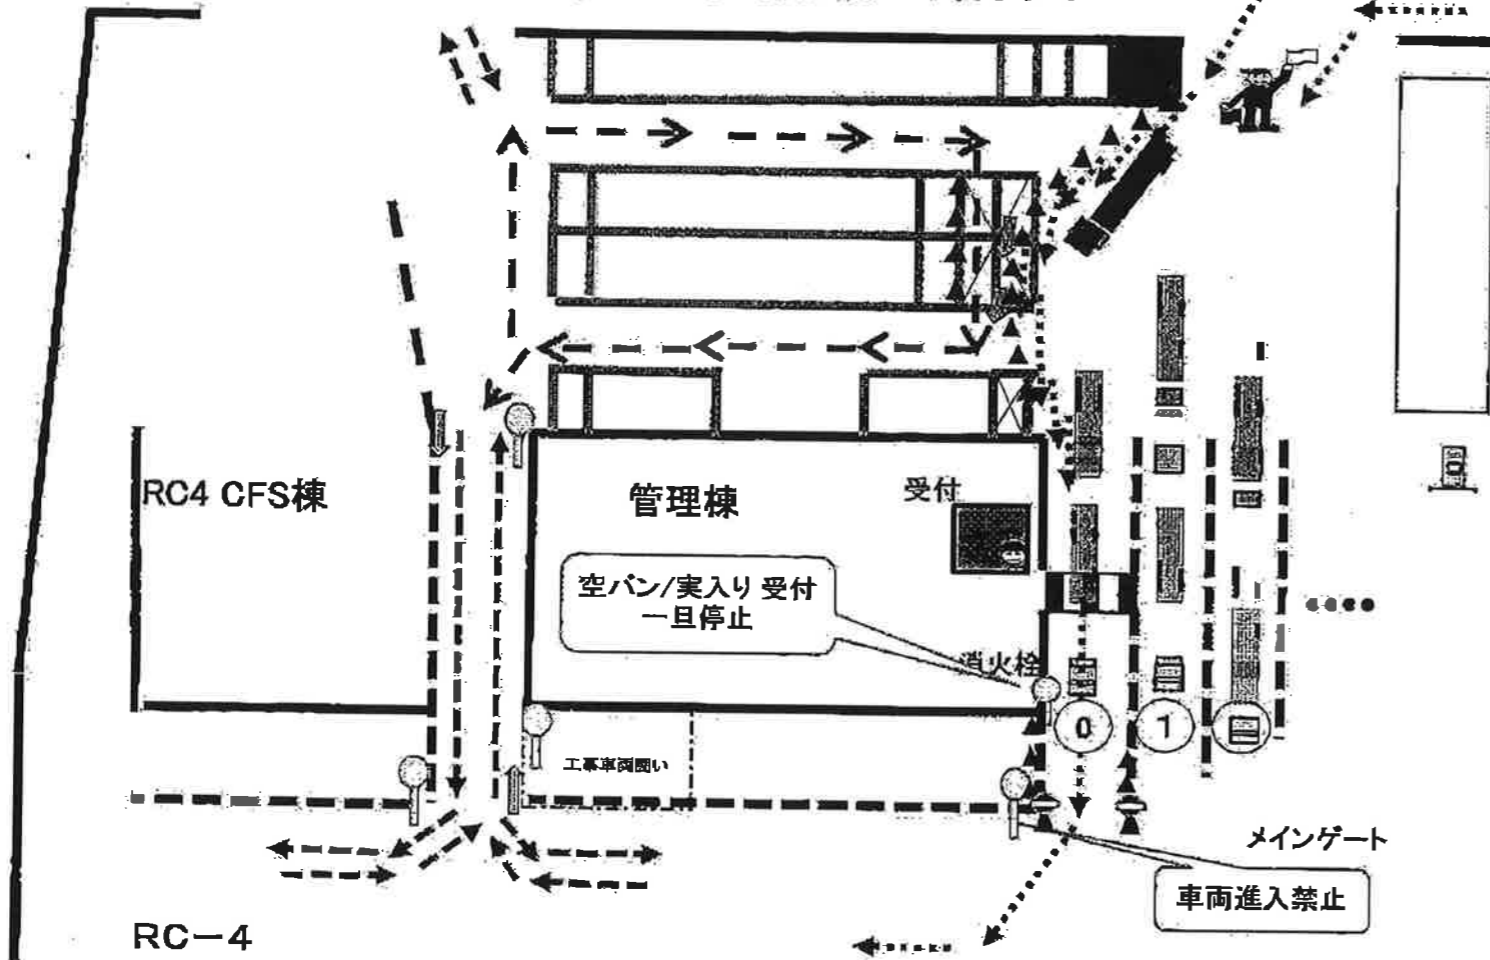 RC4 CFS棟
管理棟
受付
空バン/実入り 受付
一旦停止
消火栓
0
1
工事車両囲い
メインゲート
車両進入禁止
RC-4